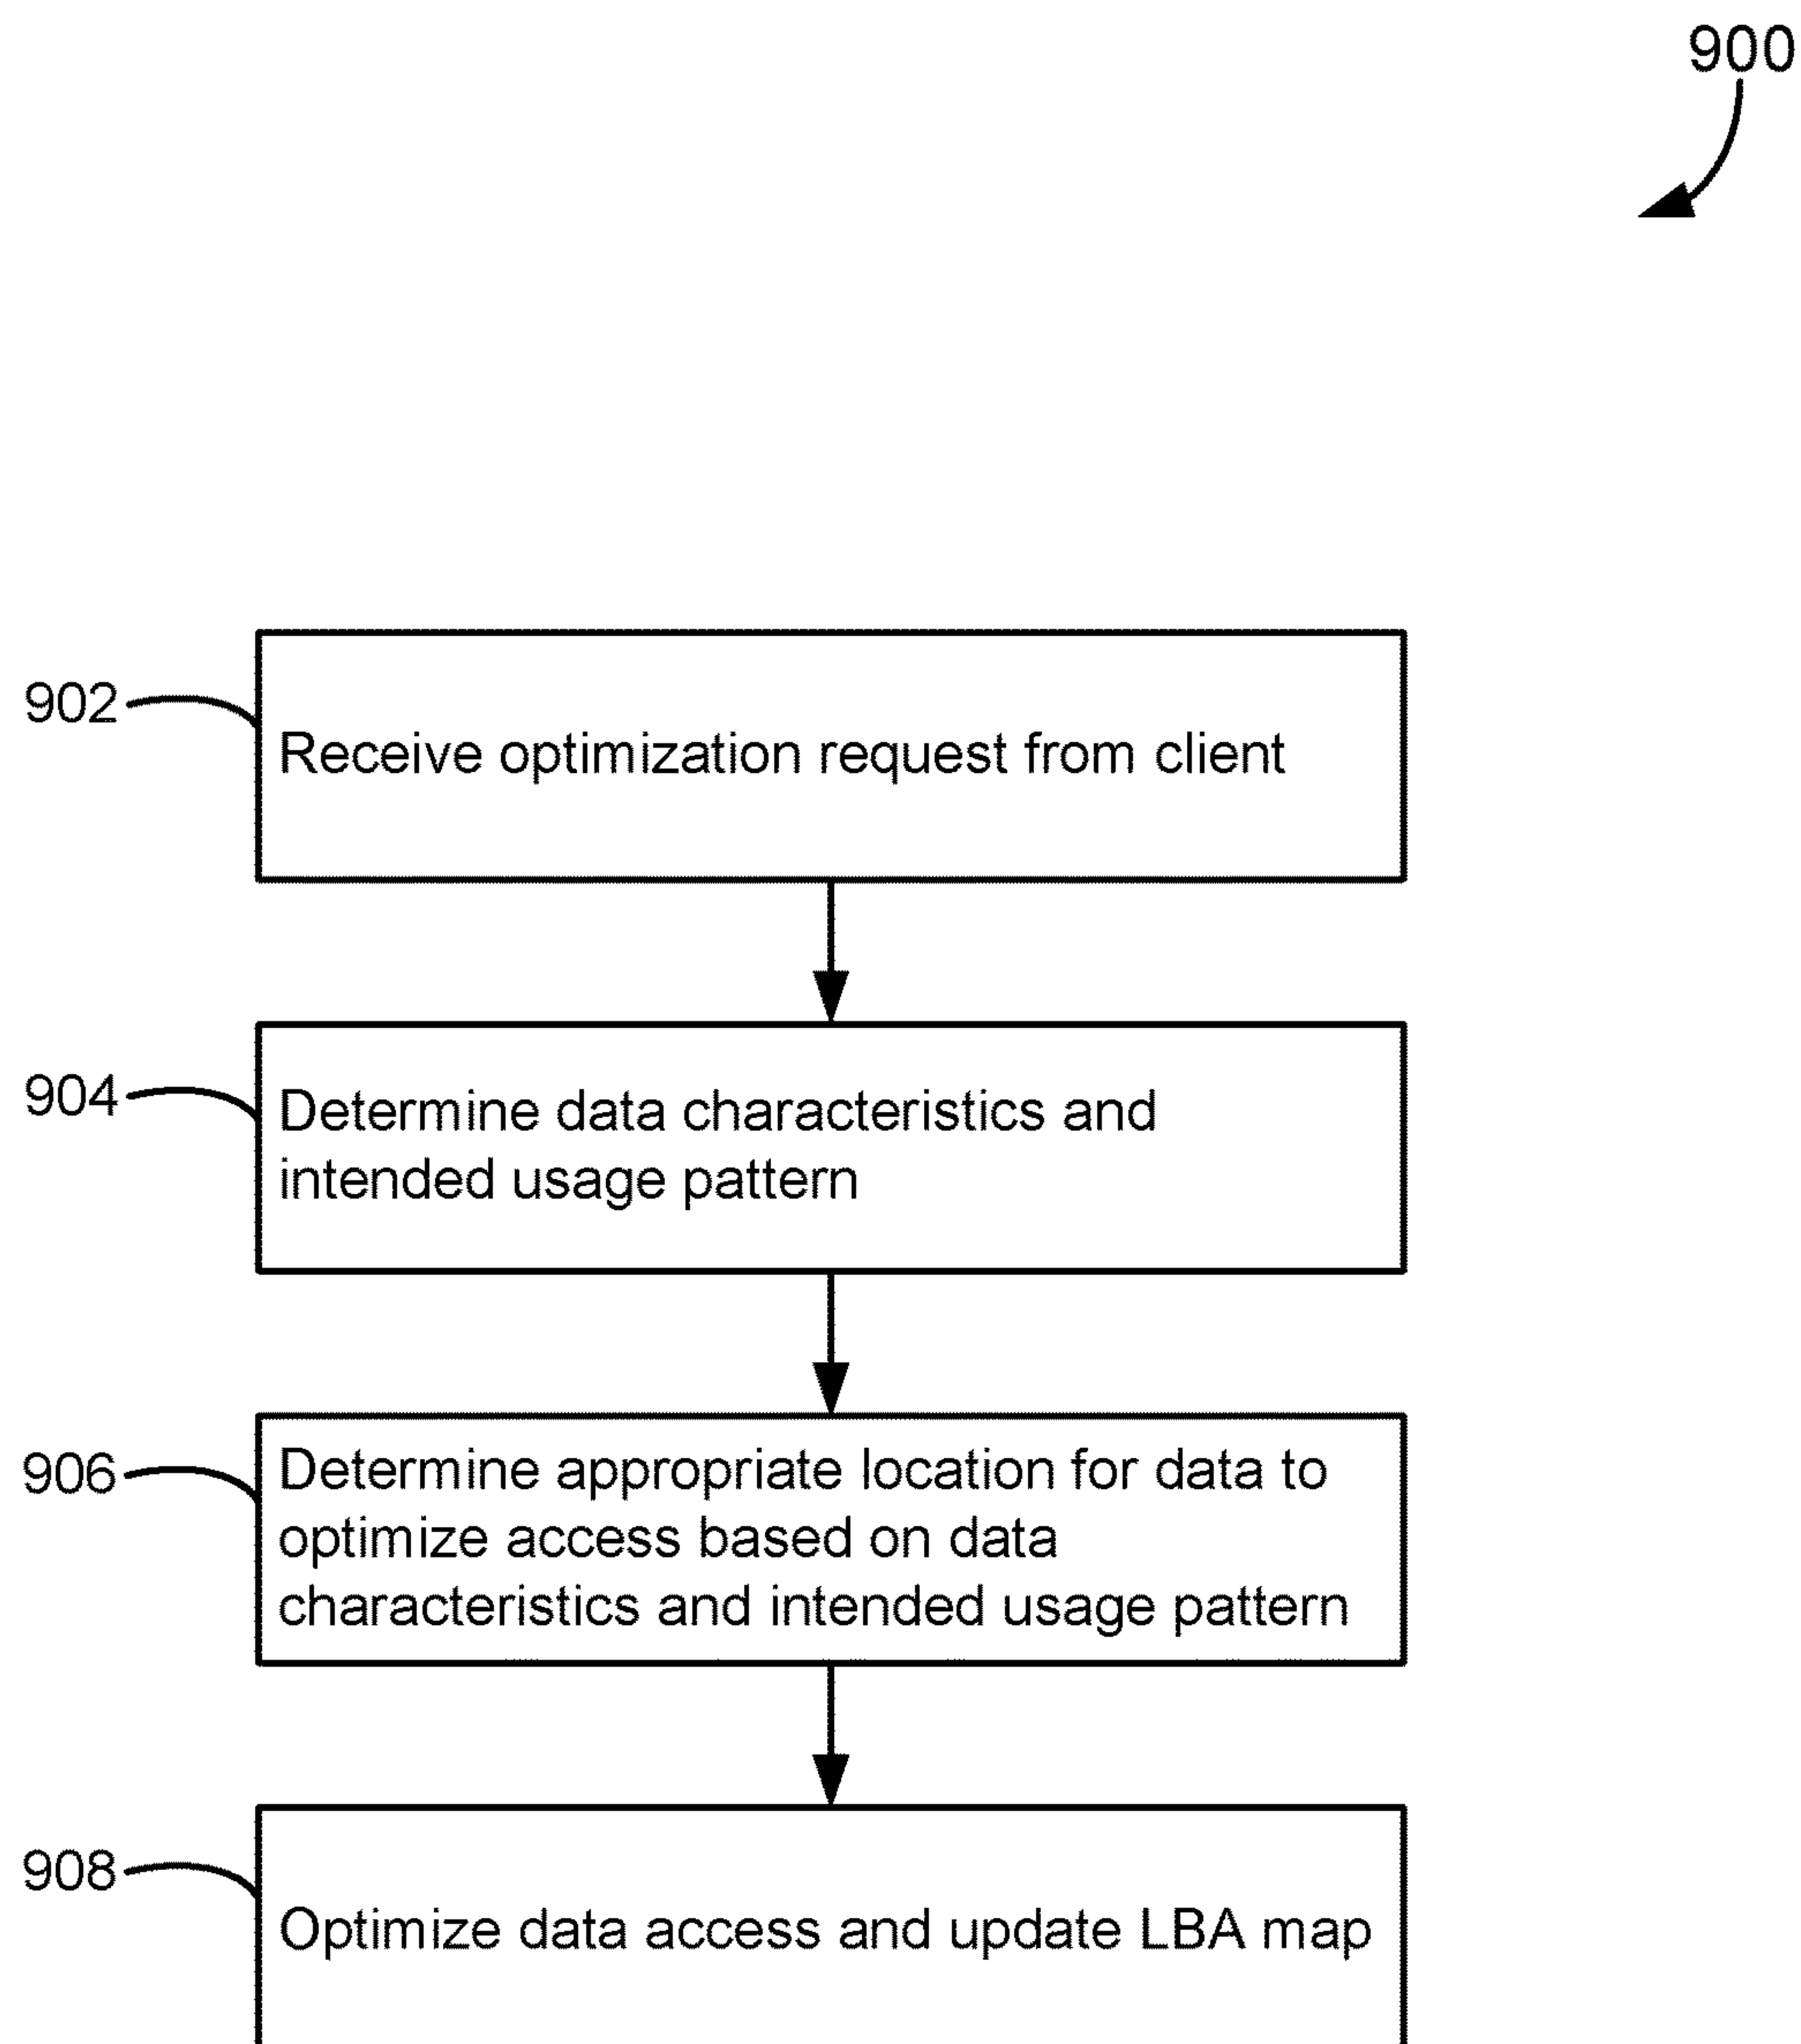 900
902
Receive optimization request from client
904
Determine data characteristics and
intended usage pattern
906
Determine appropriate location for data to
optimize access based on data
characteristics and intended usage pattern
908
Optimize data access and update LBA map